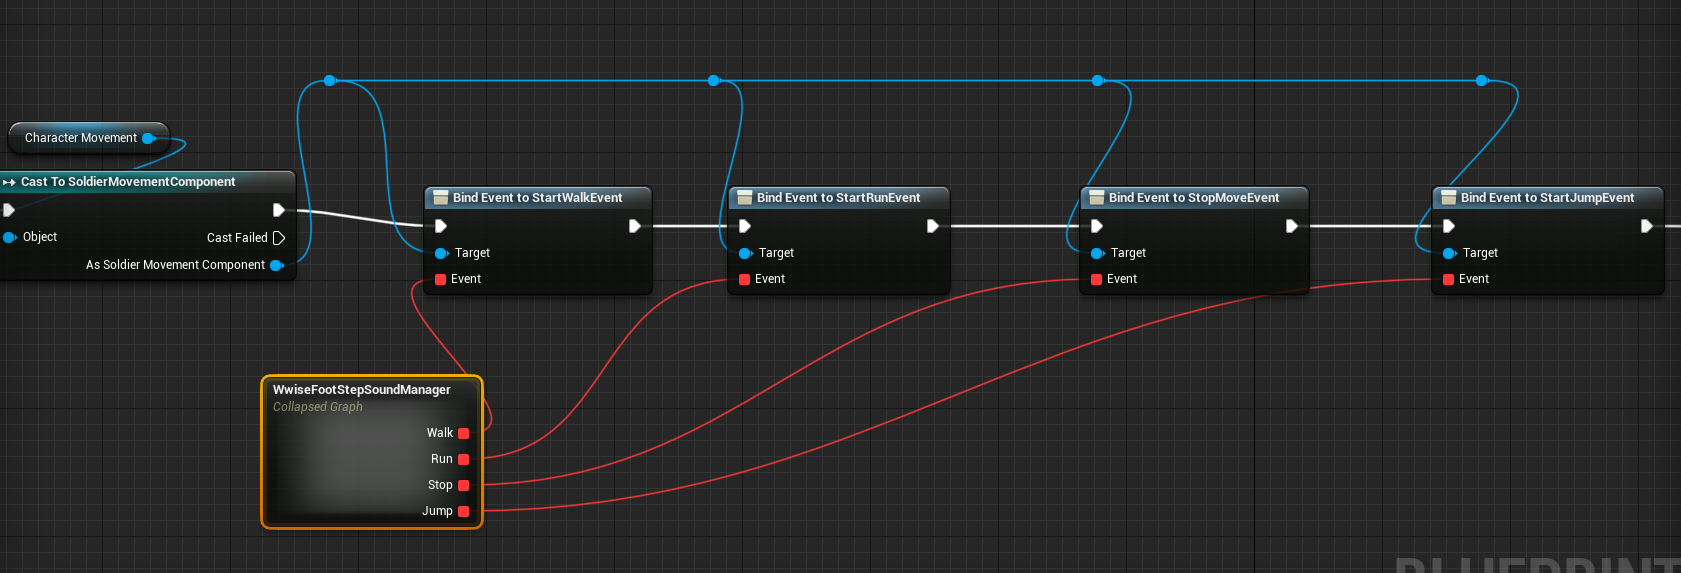 Character Movement
Cast To SoldierMovementComponent
Object
Cast Failed
As Soldier Movement Component
Bind Event to StartWalkEvent
Target
Event
Bind Event to StartRunEvent
Target
Event
Bind Event to StopMoveEvent
Target
Event
Bind Event to StartJumpEvent
Target
Event
WwiseFootStepSoundManager
Collapsed Graph
Walk
Run
Stop
Jump
BLUEPRINT